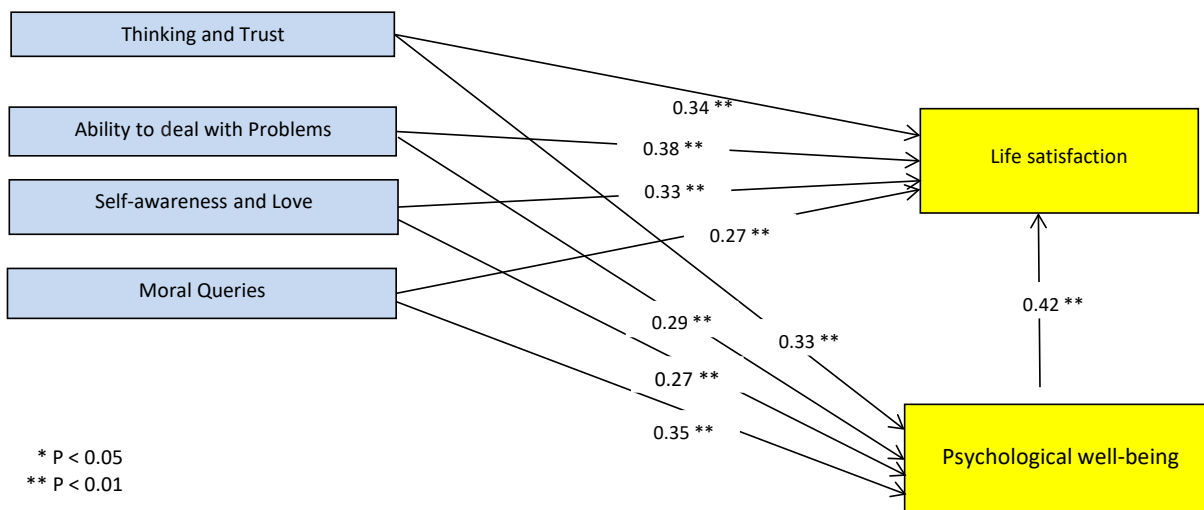 Thinking and Trust
0.34 **
Ability to deal with Problems
0.38 **
Life satisfaction
Self-awareness and Love
0.33 **
0.27 **
Moral Queries
0.42 **
0.29 **
0.33 **
0.27 **
0.35 **
Psychological well-being
* P < 0.05
** P < 0.01